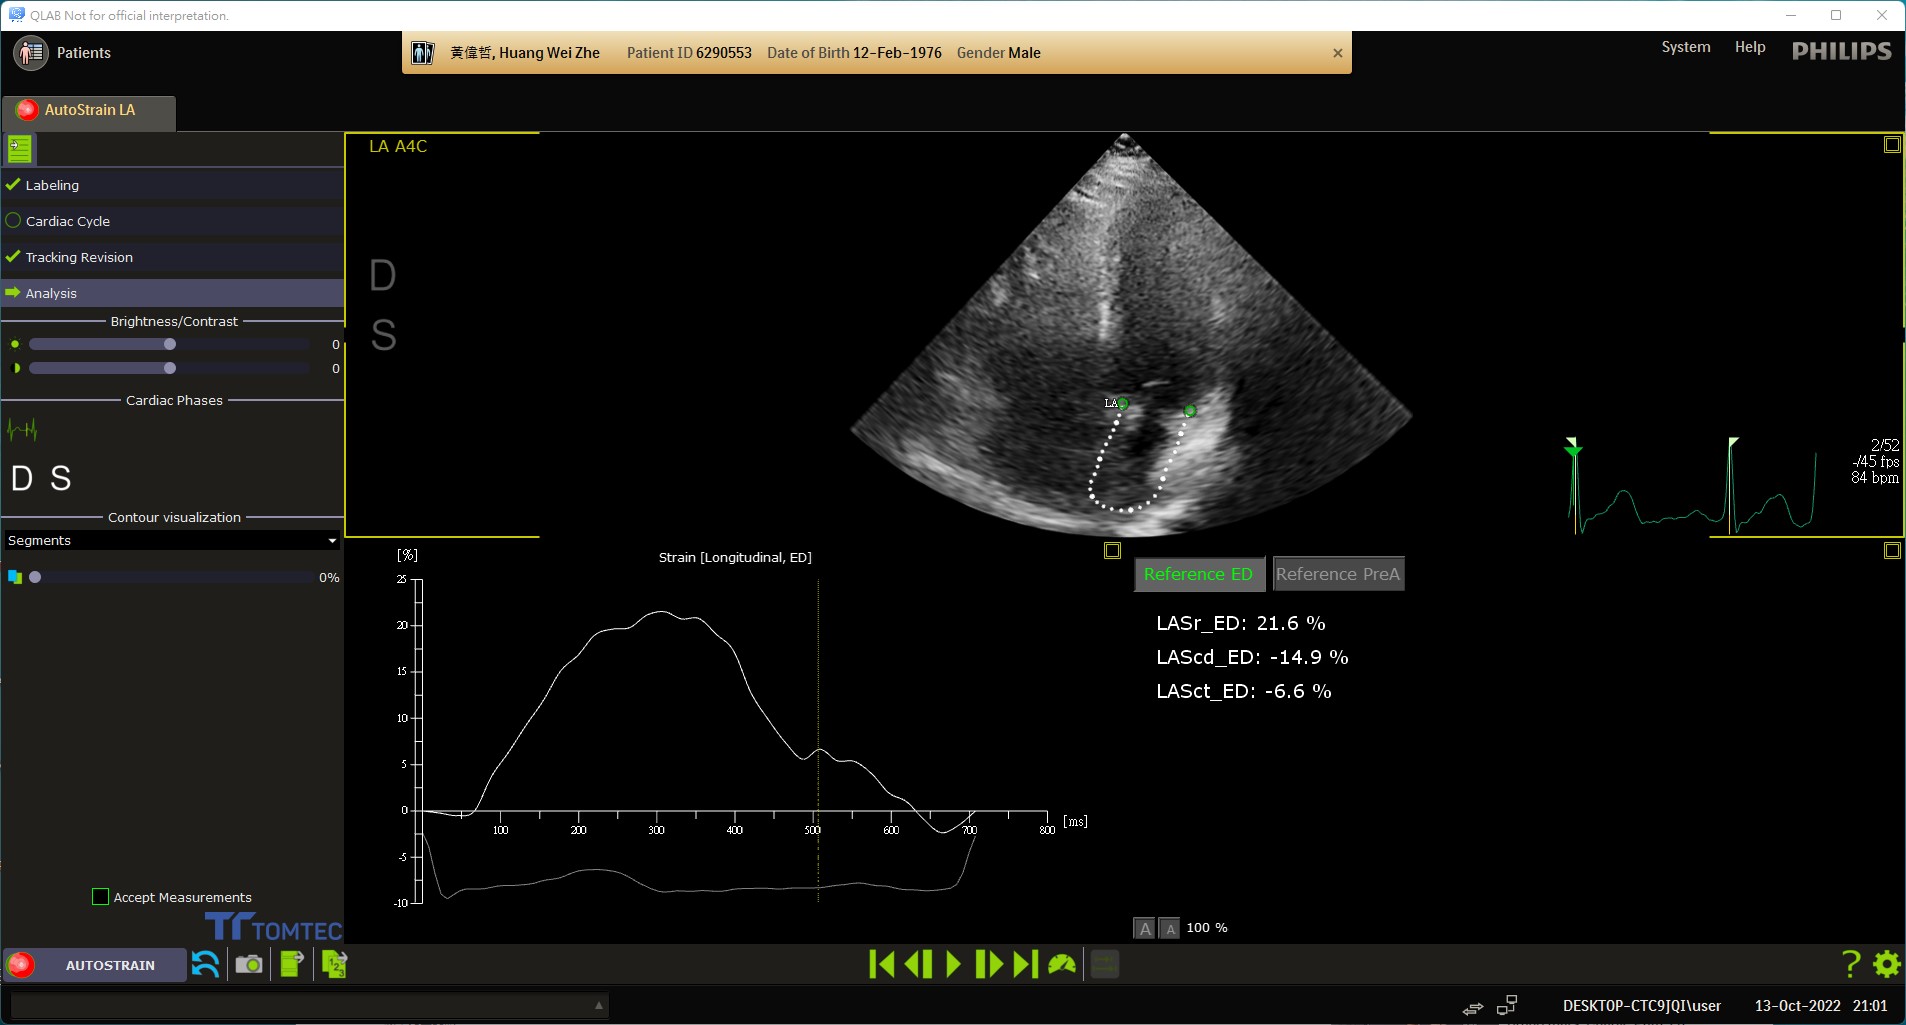 QLAB Not for official interpretation.
Patients
黃偉哲, Huang Wei Zhe Patient ID 6290553 Date of Birth 12-Feb-1976 Gender Male
System Help PHILIPS
AutoStrain LA
Labeling
Cardiac Cycle
Tracking Revision
Analysis
Brightness/Contrast
0
0
Cardiac Phases
D S
Contour visualization
Segments
0%
Accept Measurements
TOMTEC
LA A4C
D
S
LA
2/52
-/45 fps
84 bpm
[%]
Strain [Longitudinal, ED]
25
20
15
10
5
0
-5
-10
100 200 300 400 500 600 700 800 [ms]
Reference ED Reference PreA
LASr_ED: 21.6 %
LAScd_ED: -14.9 %
LASct_ED: -6.6 %
A A 100 %
AUTOSTRAIN
1 2 3
?
DESKTOP-CTC9JQI\user 13-Oct-2022 21:01